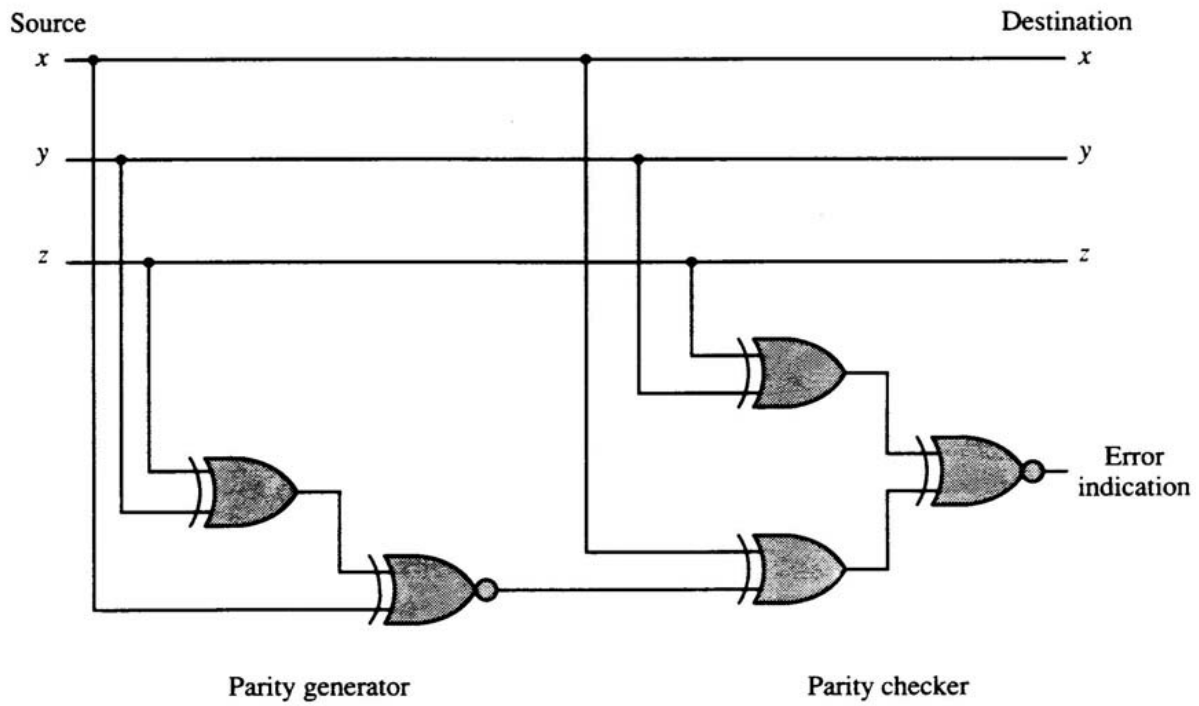 Source
Destination
x
x
y
y
z
z
Error
indication
Parity generator
Parity checker